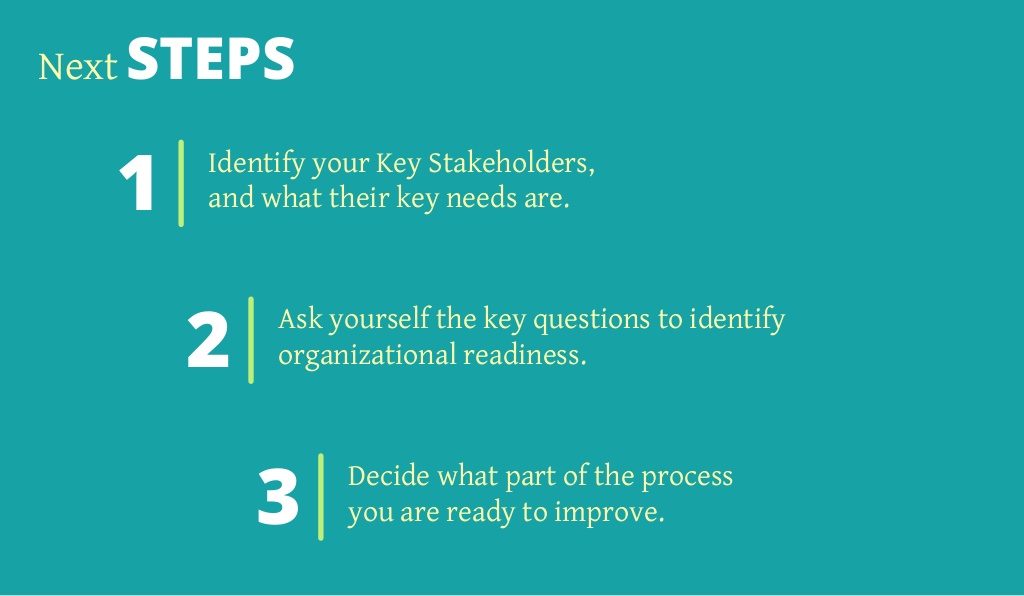 Next STEPS
1
Identify your Key Stakeholders,
and what their key needs are.
2
Ask yourself the key questions to identify
organizational readiness.
3
Decide what part of the process
you are ready to improve.